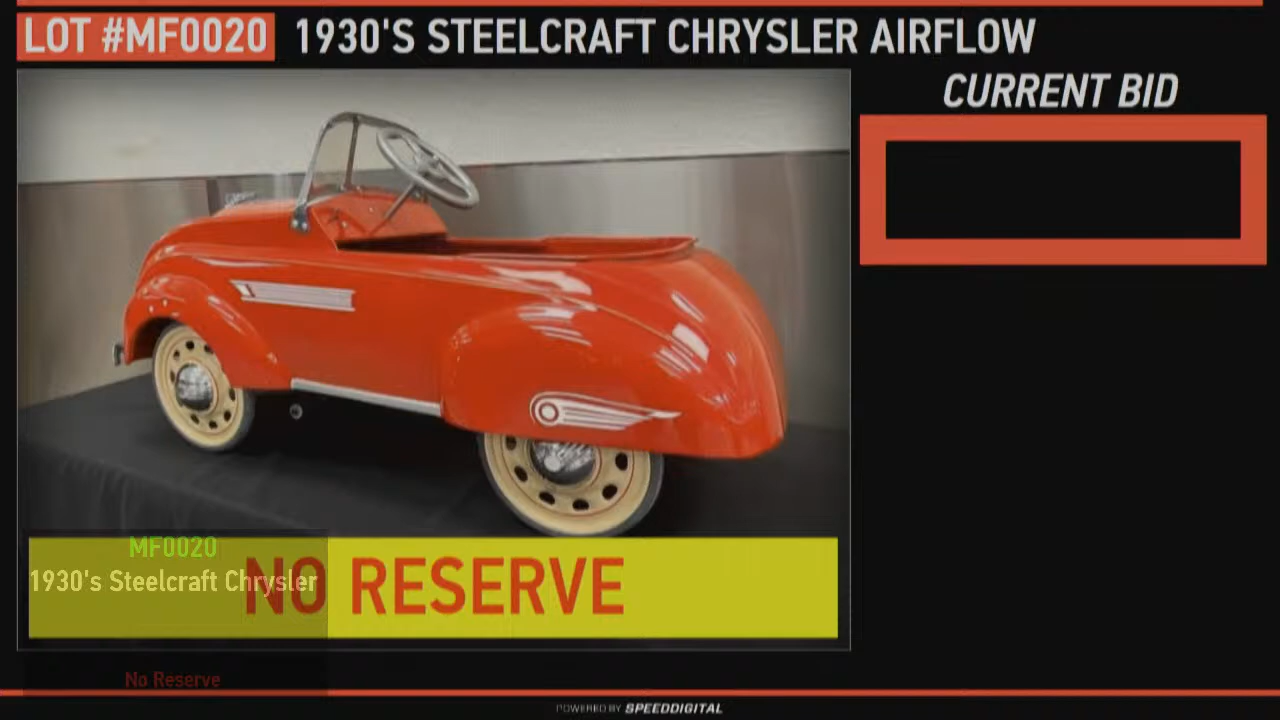 LOT #MF0020 1930'S STEELCRAFT CHRYSLER AIRFLOW
CURRENT BID
MF0020
1930's Steelcraft Chrysler
NO RESERVE
No Reserve
POWERED BY SPEEDDIGITAL